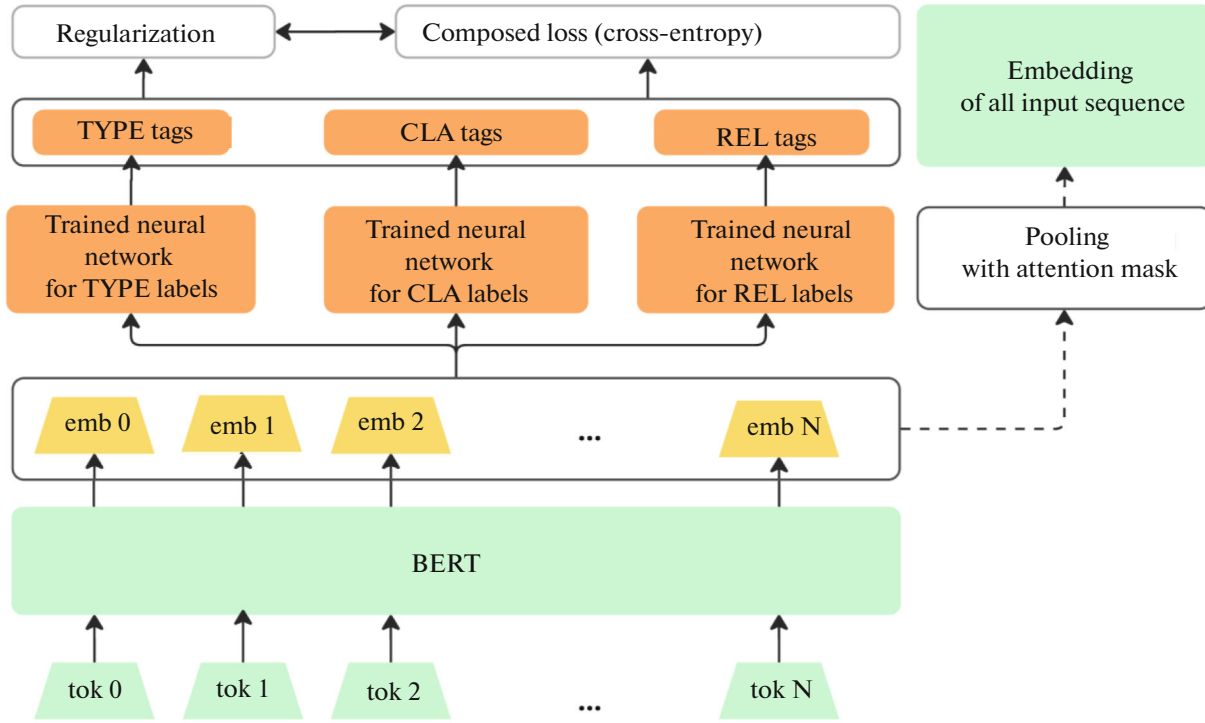 Regularization
Composed loss (cross-entropy)
Embedding
of all input sequence
TYPE tags
CLA tags
REL tags
Trained neural
network
for TYPE labels
Trained neural
network
for CLA labels
Trained neural
network
for REL labels
Pooling
with attention mask
emb 0
emb 1
emb 2
...
emb N
BERT
tok 0
tok 1
tok 2
...
tok N